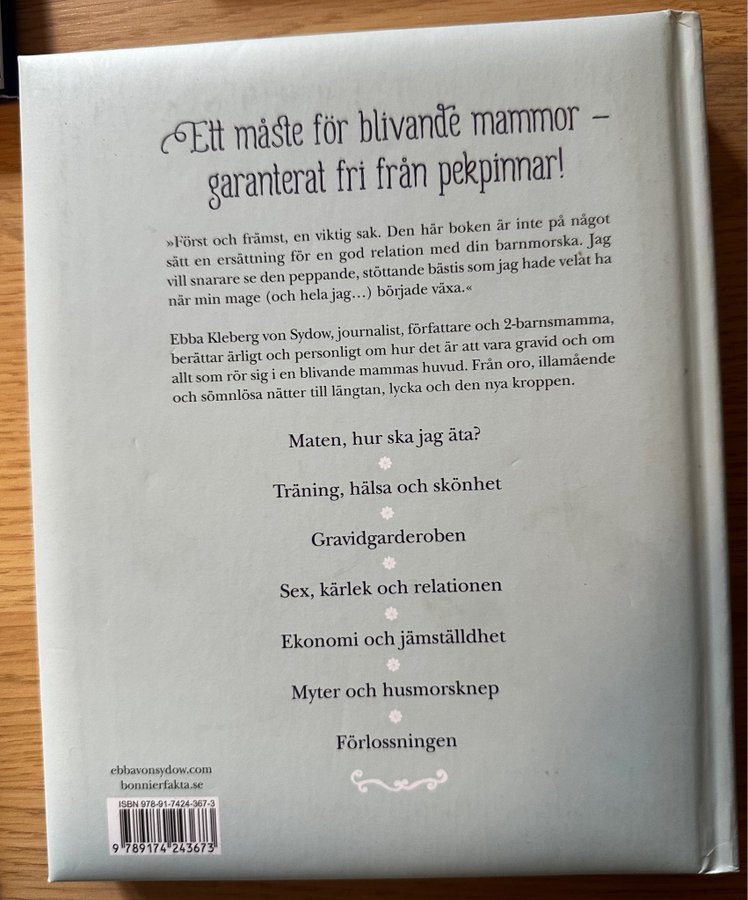 Ett måste för blivande mammor –
garanterat fri från pekpinnar!
»Först och främst, en viktig sak. Den här boken är inte på något
sätt en ersättning för en god relation med din barnmorska. Jag
vill snarare se den peppande, stöttande bästis som jag hade velat ha
när min mage (och hela jag…) började växa.«
Ebba Kleberg von Sydow, journalist, författare och 2-barnsmamma,
berättar ärligt och personligt om hur det är att vara gravid och om
allt som rör sig i en blivande mammas huvud. Från oro, illamående
och sömnlösa nätter till längtan, lycka och den nya kroppen.
Maten, hur ska jag äta?
Träning, hälsa och skönhet
Gravidgarderoben
Sex, kärlek och relationen
Ekonomi och jämställdhet
Myter och husmorsknep
Förlossningen
ebbavonsydow.com
bonnierfakta.se
ISBN 978-91-7424-367-3
9 789174 243673